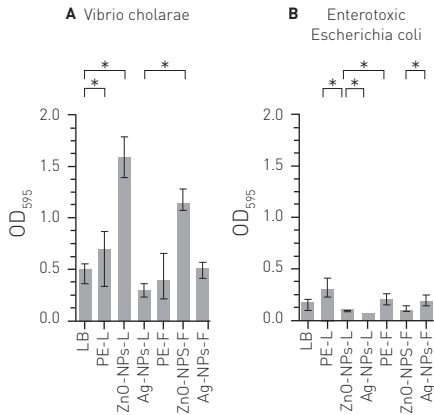 A Vibrio cholarae
B Enterotoxic
Escherichia coli
* *
*
*
* *
*
2.0
1.5
1.0
0.5
0.0
OD595
LB
PE-L
ZnO-NPs-L
Ag-NPs-L
PE-F
ZnO-NPS-F
Ag-NPs-F
2.0
1.5
1.0
0.5
0.0
OD595
LB
PE-L
ZnO-NPs-L
Ag-NPs-L
PE-F
ZnO-NPs-F
Aq-NPs-F